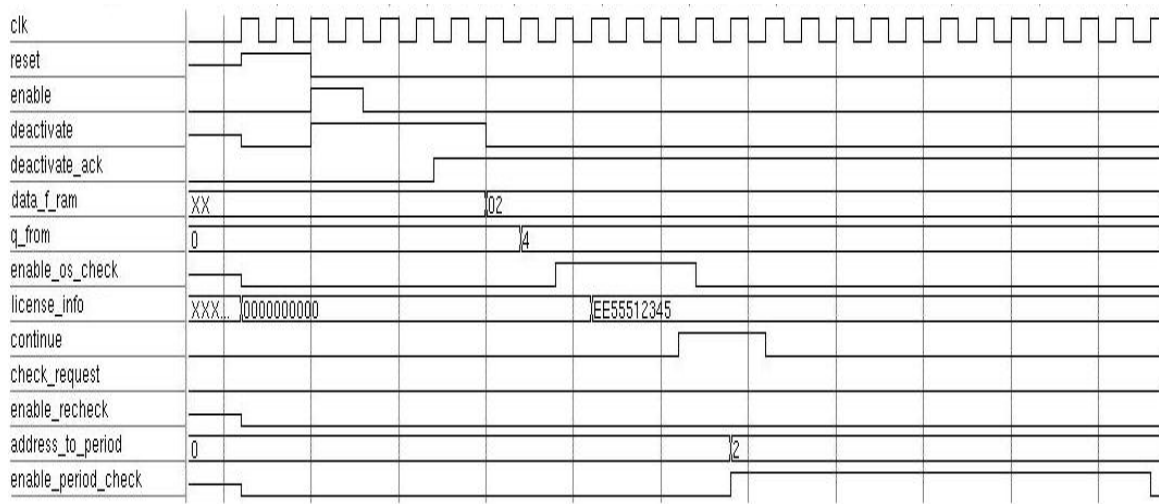 clk
reset
enable
deactivate
deactivate_ack
data_f_ram XX 02
q_from 0 4
enable_os_check
license_info XXX... 0000000000 EE55512345
continue
check_request
enable_recheck
address_to_period 0 2
enable_period_check